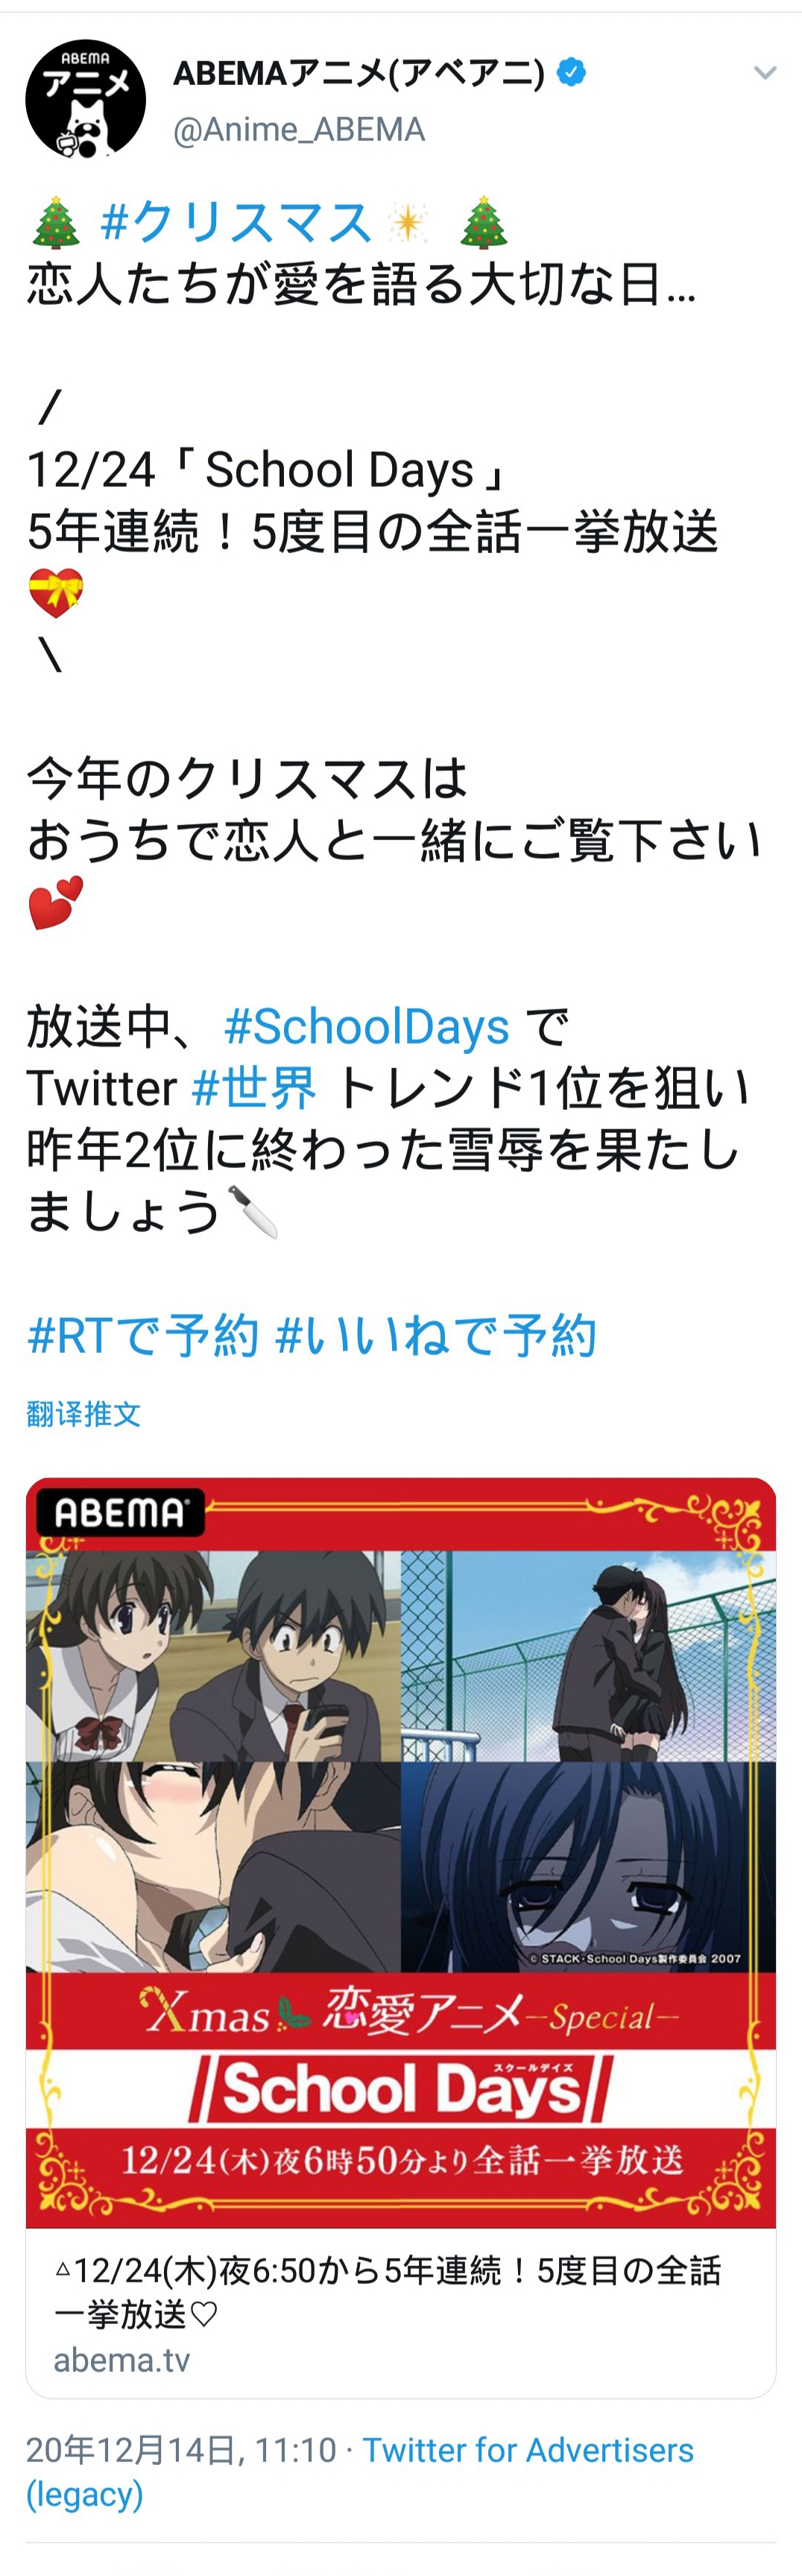 ABEMA
アニメ
ABEMAアニメ(アベアニ)
@Anime_ABEMA
🎄 #クリスマス✨ 🎄
恋人たちが愛を語る大切な日...
／
12/24「School Days」
5年連続！5度目の全話一挙放送
💝
＼
今年のクリスマスは
おうちで恋人と一緒にご覧下さい
💕
放送中、#SchoolDays で
Twitter #世界 トレンド1位を狙い
昨年2位に終わった雪辱を果たし
ましょう🔪
#RTで予約 #いいねで予約
翻译推文
ABEMA
© STACK・School Days製作委員会 2007
Xmas 恋愛アニメ -Special-
スクールデイズ
School Days
12/24(木)夜6時50分より全話一挙放送
△12/24(木)夜6:50から5年連続！5度目の全話
一挙放送♡
abema.tv
20年12月14日, 11:10 · Twitter for Advertisers
(legacy)